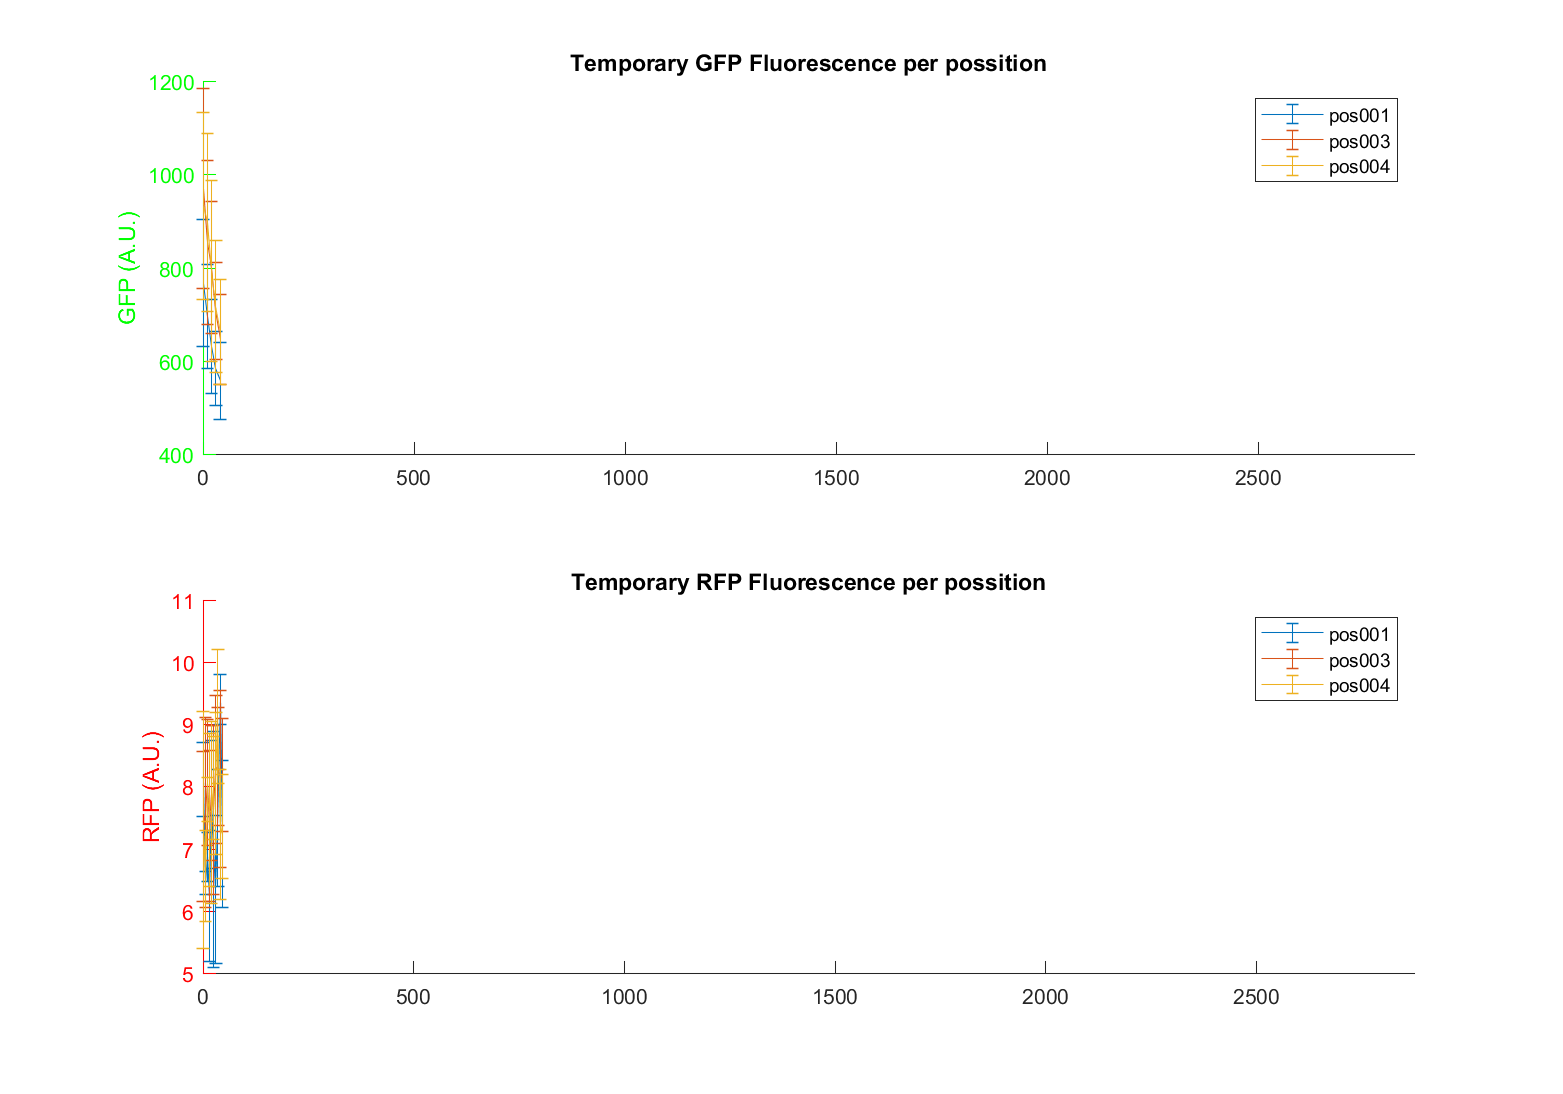 Temporary GFP Fluorescence per possition
1200
1000
800
600
400
GFP (A.U.)
0 500 1000 1500 2000 2500
pos001
pos003
pos004
Temporary RFP Fluorescence per possition
11
10
9
8
7
6
5
RFP (A.U.)
0 500 1000 1500 2000 2500
pos001
pos003
pos004